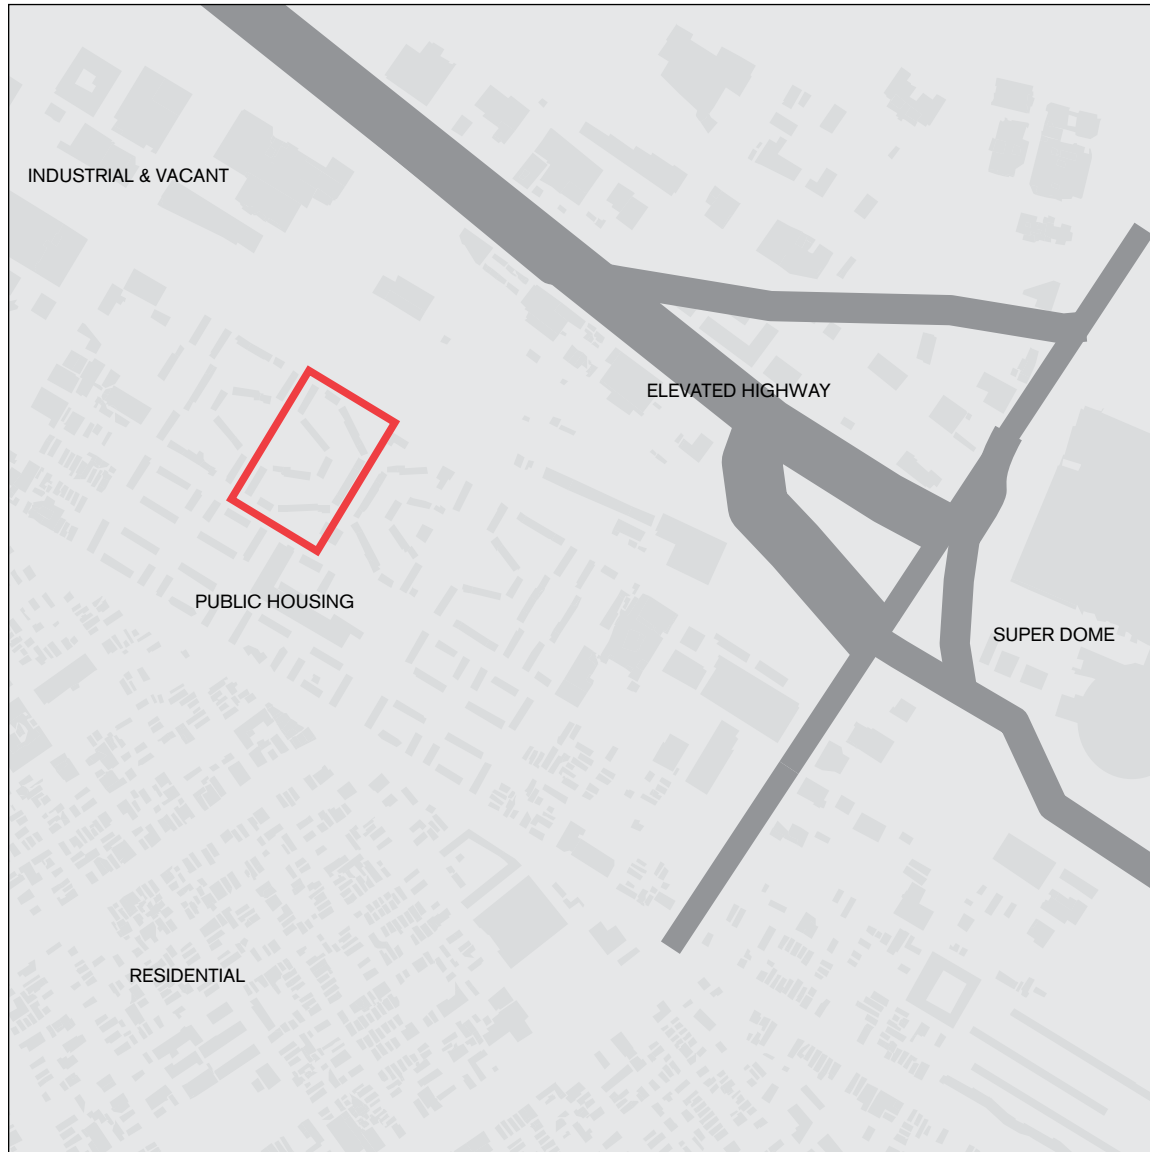 INDUSTRIAL & VACANT
ELEVATED HIGHWAY
PUBLIC HOUSING
SUPER DOME
RESIDENTIAL